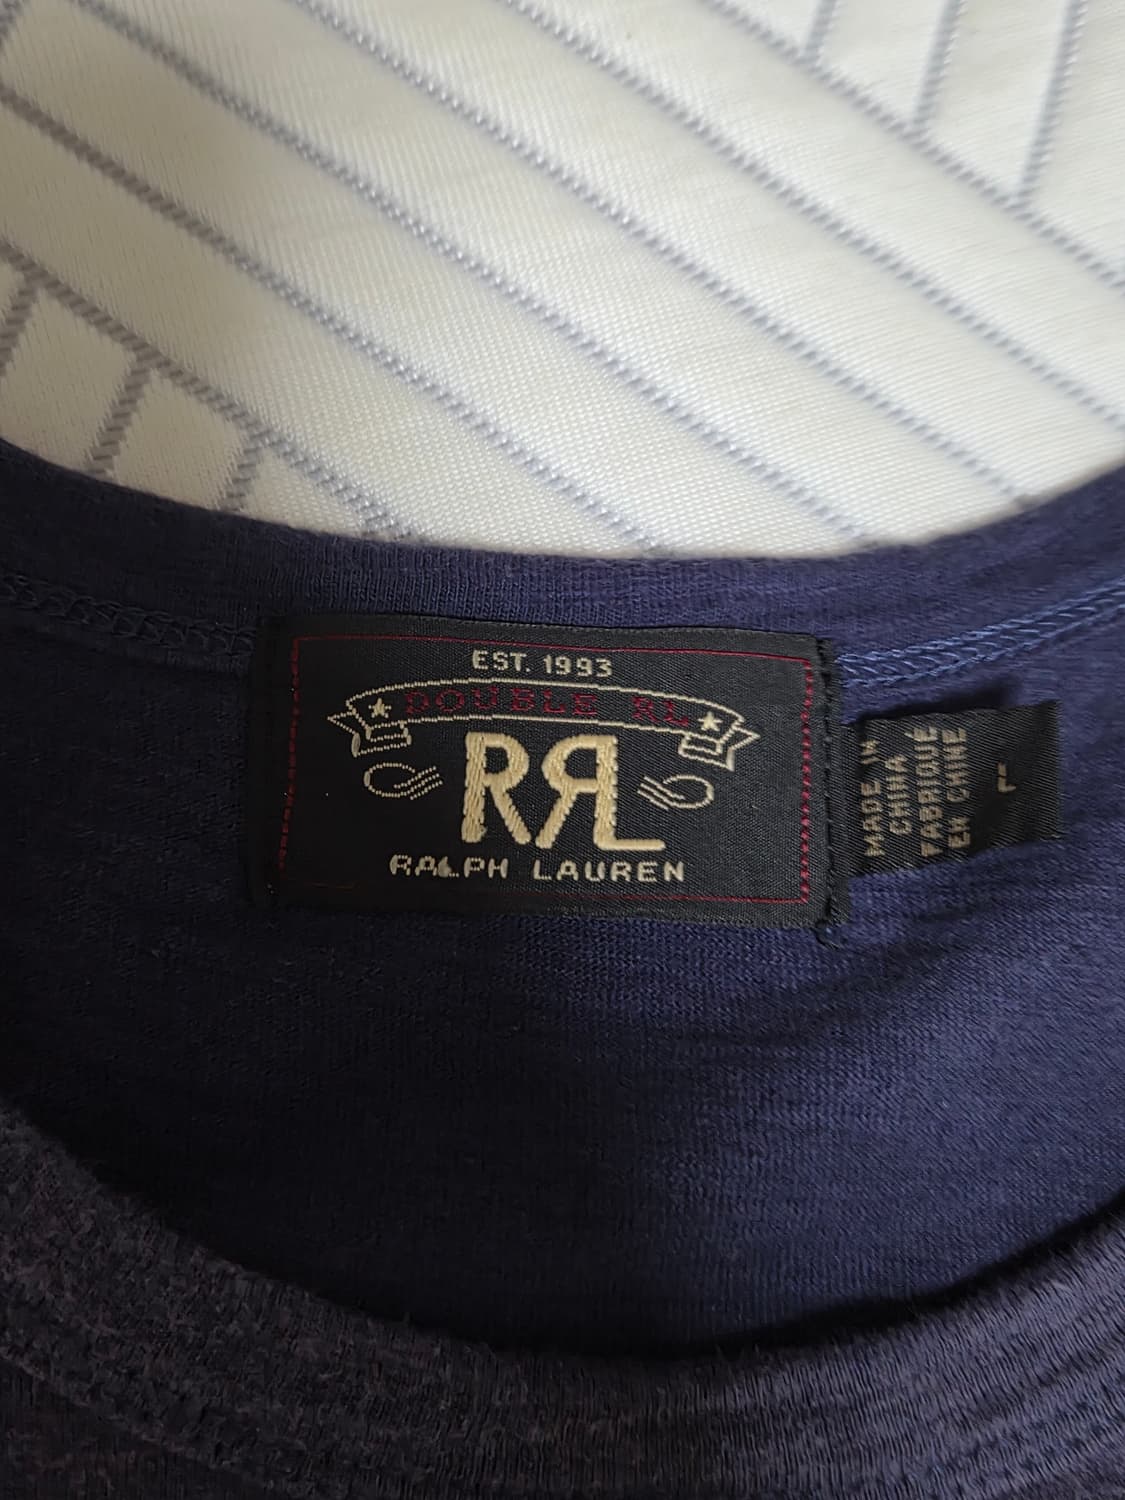 EST. 1993
DOUBLE RL
RRL
RALPH LAUREN
MADE IN
CHINA
FABRIQUÉ
EN CHINE
L